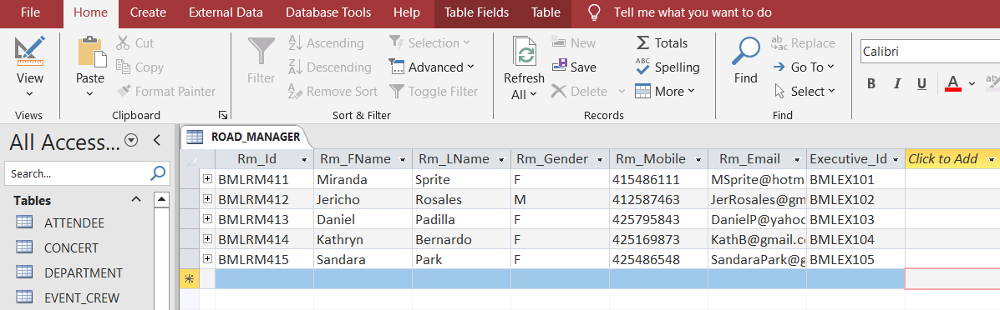 File Home Create External Data Database Tools Help Table Fields Table Tell me what you want to do
View
Views
Paste
Cut
Copy
Format Painter
Clipboard
Filter
Ascending
Descending
Remove Sort
Selection
Advanced
Toggle Filter
Sort & Filter
Refresh
All
New
Save
Delete
Totals
Spelling
More
Records
Find
Replace
Go To
Select
Find
Calibri
B I U A
All Access...
Search...
Tables
ATTENDEE
CONCERT
DEPARTMENT
EVENT_CREW
ROAD_MANAGER
Rm_Id Rm_FName Rm_LName Rm_Gender Rm_Mobile Rm_Email Executive_Id Click to Add
BMLRM411 Miranda Sprite F 415486111 MSprite@hotm BMLEX101
BMLRM412 Jericho Rosales M 412587463 JerRosales@gm BMLEX102
BMLRM413 Daniel Padilla F 425795843 DanielP@yahoo BMLEX103
BMLRM414 Kathryn Bernardo F 425169873 KathB@gmail.c BMLEX104
BMLRM415 Sandara Park F 425486548 SandaraPark@g BMLEX105